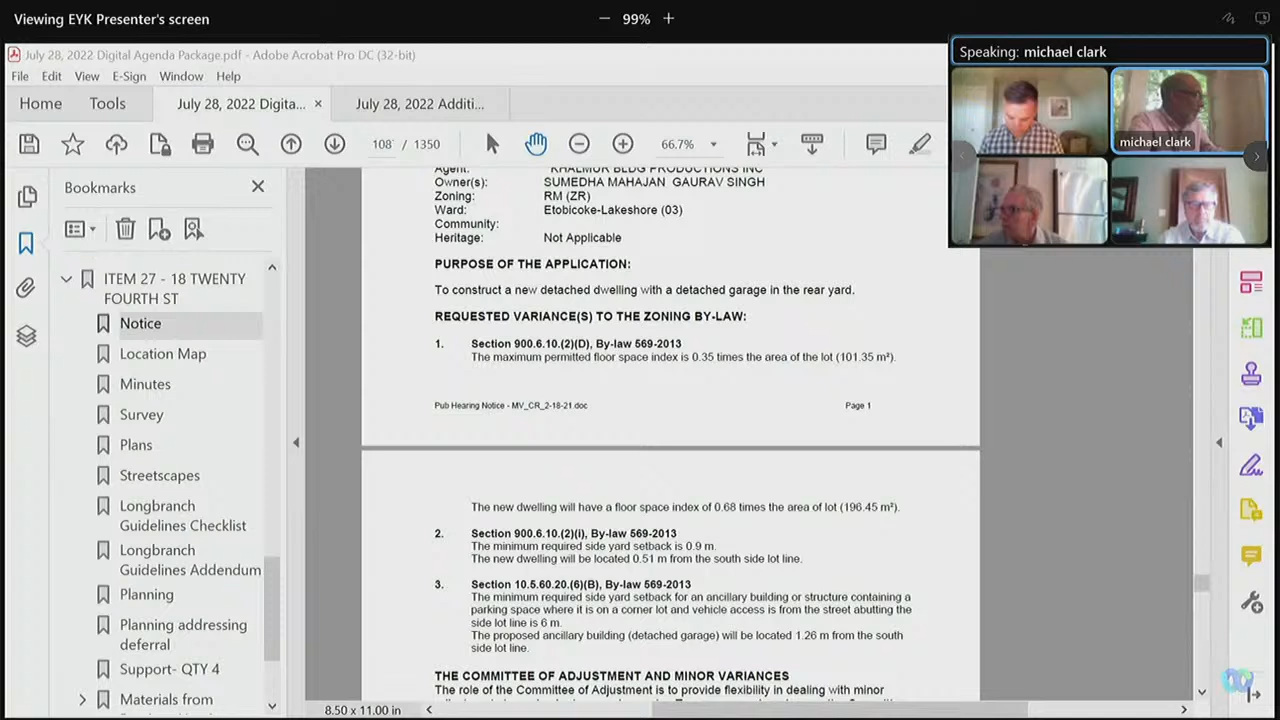 Viewing EYK Presenter's screen
99%
Speaking: michael clark
michael clark
July 28, 2022 Digital Agenda Package.pdf - Adobe Acrobat Pro DC (32-bit)
File Edit View E-Sign Window Help
Home Tools July 28, 2022 Digita... × July 28, 2022 Additi...
108 / 1350 66.7%
Bookmarks
ITEM 27 - 18 TWENTY
FOURTH ST
Notice
Location Map
Minutes
Survey
Plans
Streetscapes
Longbranch
Guidelines Checklist
Longbranch
Guidelines Addendum
Planning
Planning addressing
deferral
Support- QTY 4
Materials from
Agent: KHALMUR BLDG PRODUCTIONS INC
Owner(s): SUMEDHA MAHAJAN GAURAV SINGH
Zoning: RM (ZR)
Ward: Etobicoke-Lakeshore (03)
Community:
Heritage: Not Applicable
PURPOSE OF THE APPLICATION:
To construct a new detached dwelling with a detached garage in the rear yard.
REQUESTED VARIANCE(S) TO THE ZONING BY-LAW:
1. Section 900.6.10.(2)(D), By-law 569-2013
The maximum permitted floor space index is 0.35 times the area of the lot (101.35 m²).
Pub Hearing Notice - MV_CR_2-18-21.doc Page 1
The new dwelling will have a floor space index of 0.68 times the area of lot (196.45 m²).
2. Section 900.6.10.(2)(i), By-law 569-2013
The minimum required side yard setback is 0.9 m.
The new dwelling will be located 0.51 m from the south side lot line.
3. Section 10.5.60.20.(6)(B), By-law 569-2013
The minimum required side yard setback for an ancillary building or structure containing a
parking space where it is on a corner lot and vehicle access is from the street abutting the
side lot line is 6 m.
The proposed ancillary building (detached garage) will be located 1.26 m from the south
side lot line.
THE COMMITTEE OF ADJUSTMENT AND MINOR VARIANCES
The role of the Committee of Adjustment is to provide flexibility in dealing with minor
8.50 x 11.00 in